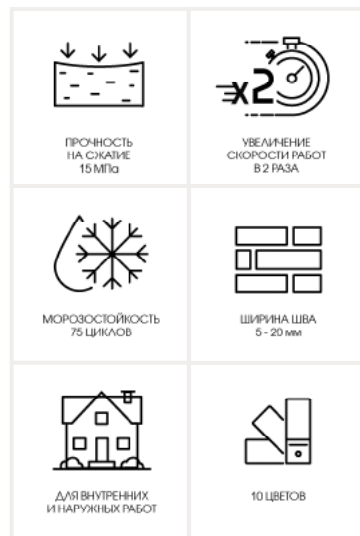 ПРОЧНОСТЬ
НА СЖАТИЕ
15 МПа
x2
УВЕЛИЧЕНИЕ
СКОРОСТИ РАБОТ
В 2 РАЗА
МОРОЗОСТОЙКОСТЬ
75 ЦИКЛОВ
ШИРИНА ШВА
5 - 20 мм
ДЛЯ ВНУТРЕННИХ
И НАРУЖНЫХ РАБОТ
10 ЦВЕТОВ